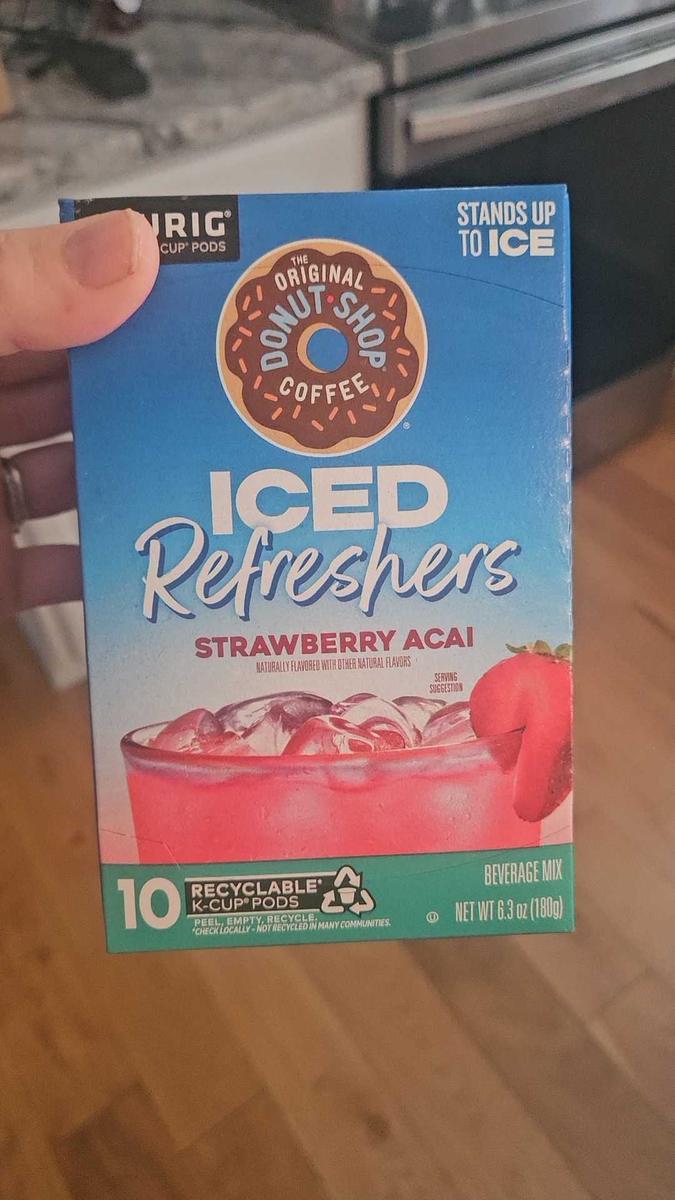 URIG®
CUP® PODS
STANDS UP
TO ICE
THE
ORIGINAL
DONUT SHOP
COFFEE®
ICED
Refreshers
STRAWBERRY ACAI
NATURALLY FLAVORED WITH OTHER NATURAL FLAVORS
SERVING
SUGGESTION
10
RECYCLABLE*
K-CUP® PODS
PEEL, EMPTY, RECYCLE.
*CHECK LOCALLY - NOT RECYCLED IN MANY COMMUNITIES.
U
BEVERAGE MIX
NET WT 6.3 oz (180g)